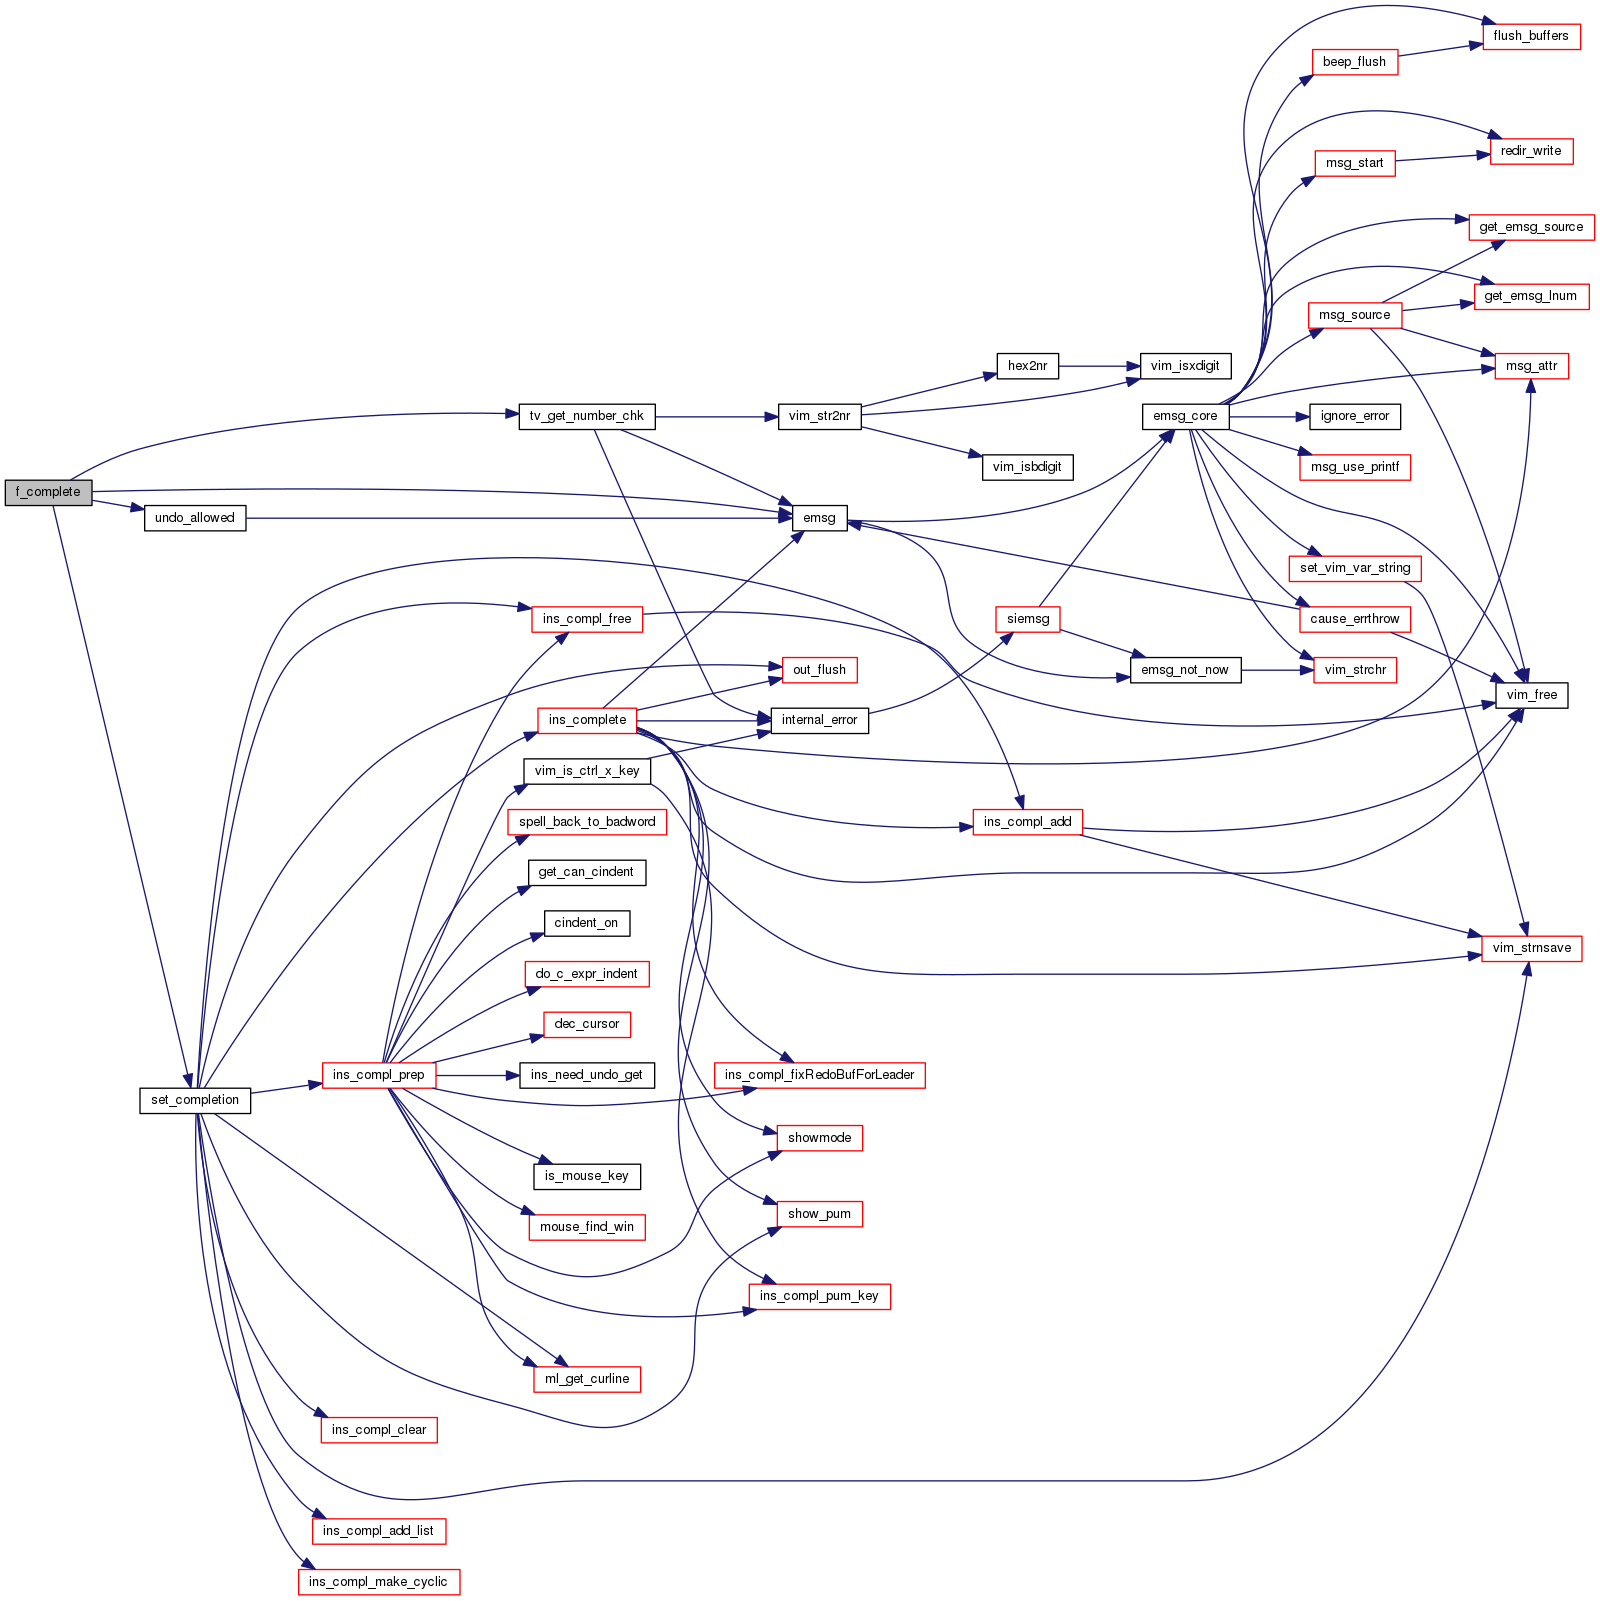 flush_buffers
beep_flush
redir_write
msg_start
get_emsg_source
get_emsg_lnum
msg_source
hex2nr
vim_isxdigit
msg_attr
tv_get_number_chk
vim_str2nr
emsg_core
ignore_error
vim_isbdigit
msg_use_printf
f_complete
undo_allowed
emsg
set_vim_var_string
ins_compl_free
siemsg
cause_errthrow
out_flush
emsg_not_now
vim_strchr
vim_free
ins_complete
internal_error
vim_is_ctrl_x_key
spell_back_to_badword
ins_compl_add
get_can_cindent
cindent_on
vim_strnsave
do_c_expr_indent
dec_cursor
ins_compl_prep
ins_need_undo_get
ins_compl_fixRedoBufForLeader
set_completion
showmode
is_mouse_key
show_pum
mouse_find_win
ins_compl_pum_key
ml_get_curline
ins_compl_clear
ins_compl_add_list
ins_compl_make_cyclic